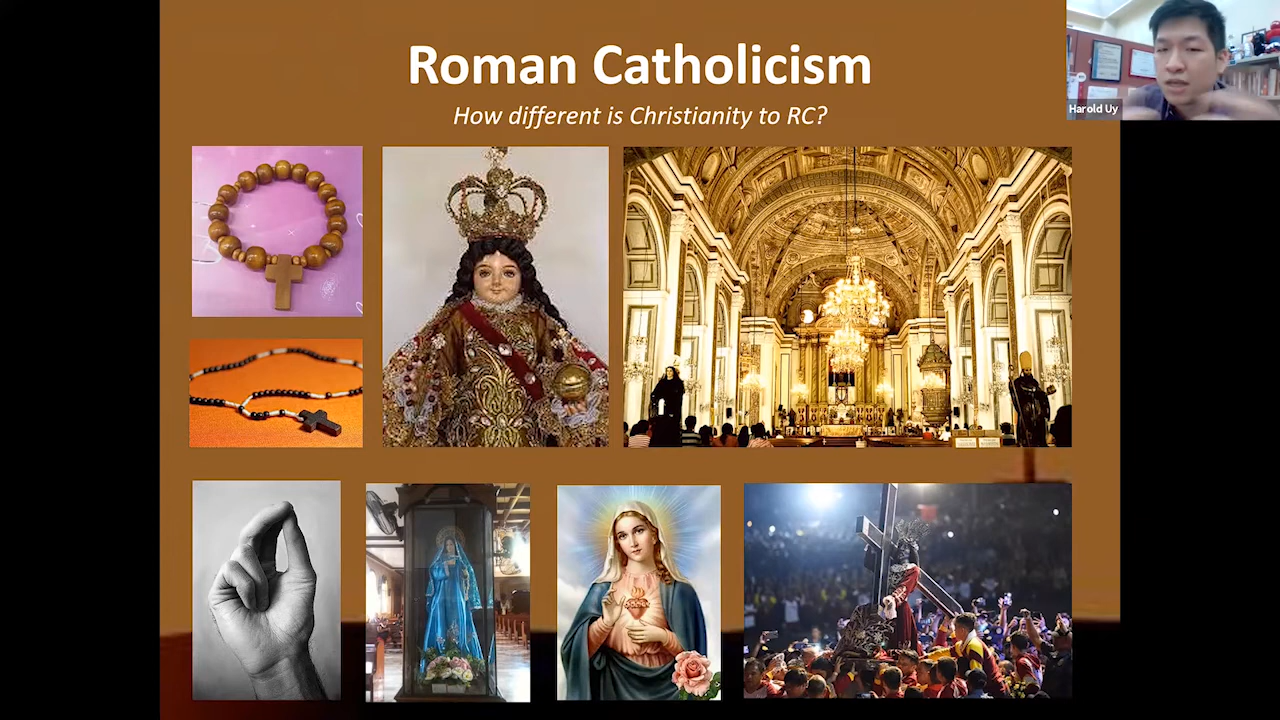 Roman Catholicism
How different is Christianity to RC?
Harold Uy